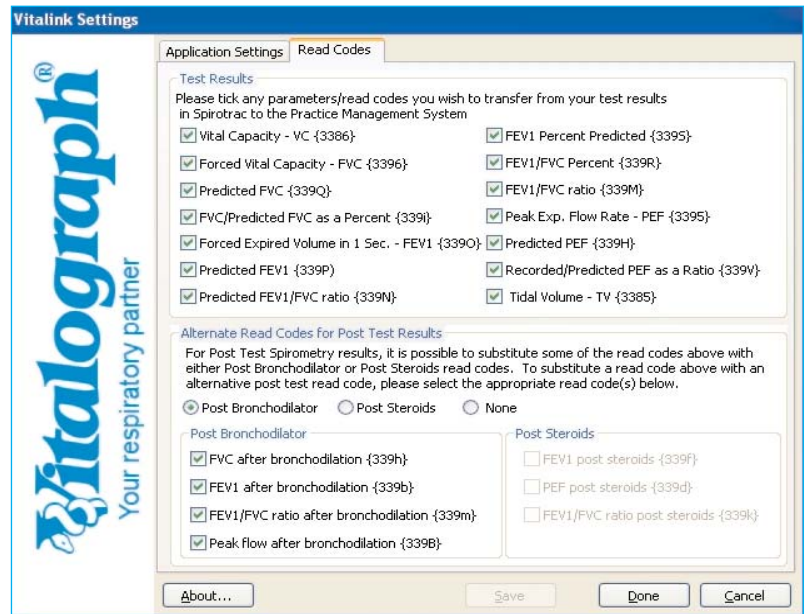 Vitalink Settings
Vitalograph®
Your respiratory partner
Application Settings
Read Codes
Test Results
Please tick any parameters/read codes you wish to transfer from your test results
in Spirotrac to the Practice Management System
Vital Capacity - VC {3386}
FEV1 Percent Predicted {339S}
Forced Vital Capacity - FVC {3396}
FEV1/FVC Percent {339R}
Predicted FVC {339Q}
FEV1/FVC ratio {339M}
FVC/Predicted FVC as a Percent {339i}
Peak Exp. Flow Rate - PEF {3395}
Forced Expired Volume in 1 Sec. - FEV1 {339O}
Predicted PEF {339H}
Predicted FEV1 {339P)
Recorded/Predicted PEF as a Ratio {339V}
Predicted FEV1/FVC ratio {339N}
Tidal Volume - TV {3385}
Alternate Read Codes for Post Test Results
For Post Test Spirometry results, it is possible to substitute some of the read codes above with
either Post Bronchodilator or Post Steroids read codes. To substitute a read code above with an
alternative post test read code, please select the appropriate read code(s) below.
Post Bronchodilator
Post Steroids
None
Post Bronchodilator
FVC after bronchodilation {339h}
FEV1 after bronchodilation {339b}
FEV1/FVC ratio after bronchodilation {339m}
Peak flow after bronchodilation {339B}
Post Steroids
FEV1 post steroids {339f}
PEF post steroids {339d}
FEV1/FVC ratio post steroids {339k}
About...
Save
Done
Cancel